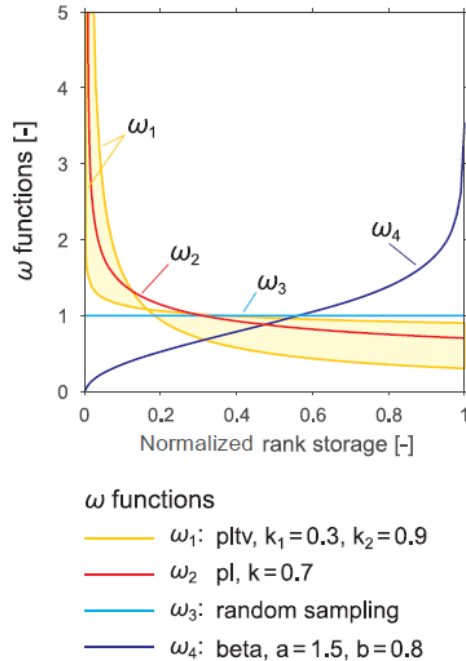 5
4
3
2
1
0
ω functions [-]
ω₁
ω₂
ω₃
ω₄
0 0.2 0.4 0.6 0.8 1
Normalized rank storage [-]
ω functions
ω₁: pltv, k₁=0.3, k₂=0.9
ω₂ pl, k=0.7
ω₃: random sampling
ω₄: beta, a=1.5, b=0.8